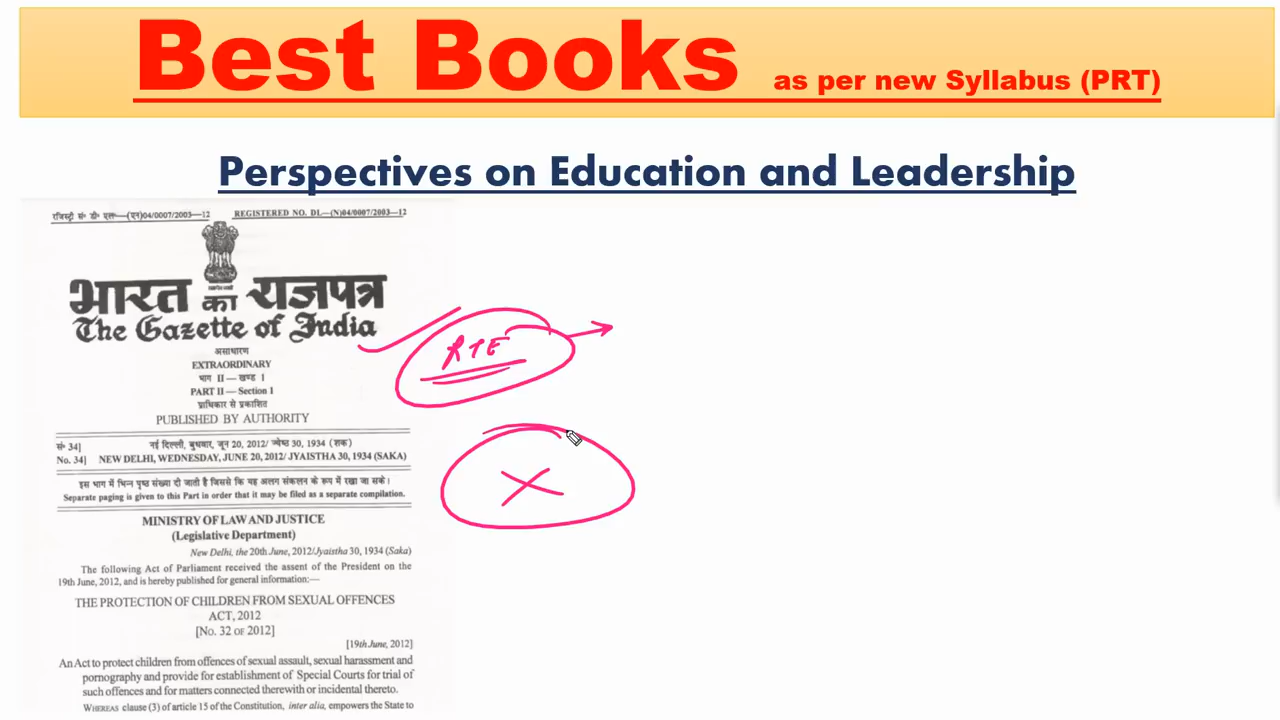 Best Books as per new Syllabus (PRT)
Perspectives on Education and Leadership
रजिस्ट्री सं० डी० एल०—(एन)04/0007/2003—12 REGISTERED NO. DL—(N)04/0007/2003—12
भारत का राजपत्र
The Gazette of India
असाधारण
EXTRAORDINARY
भाग II — खण्ड 1
PART II — Section 1
प्राधिकार से प्रकाशित
PUBLISHED BY AUTHORITY
सं० 34] नई दिल्ली, बुधवार, जून 20, 2012/ ज्येष्ठ 30, 1934 (शक)
No. 34] NEW DELHI, WEDNESDAY, JUNE 20, 2012/ JYAISTHA 30, 1934 (SAKA)
इस भाग में भिन्न पृष्ठ संख्या दी जाती है जिससे कि यह अलग संकलन के रूप में रखा जा सके।
Separate paging is given to this Part in order that it may be filed as a separate compilation.
MINISTRY OF LAW AND JUSTICE
(Legislative Department)
New Delhi, the 20th June, 2012/Jyaistha 30, 1934 (Saka)
The following Act of Parliament received the assent of the President on the
19th June, 2012, and is hereby published for general information:—
THE PROTECTION OF CHILDREN FROM SEXUAL OFFENCES
ACT, 2012
[No. 32 OF 2012]
[19th June, 2012]
An Act to protect children from offences of sexual assault, sexual harassment and
pornography and provide for establishment of Special Courts for trial of
such offences and for matters connected therewith or incidental thereto.
WHEREAS clause (3) of article 15 of the Constitution, inter alia, empowers the State to
RTE